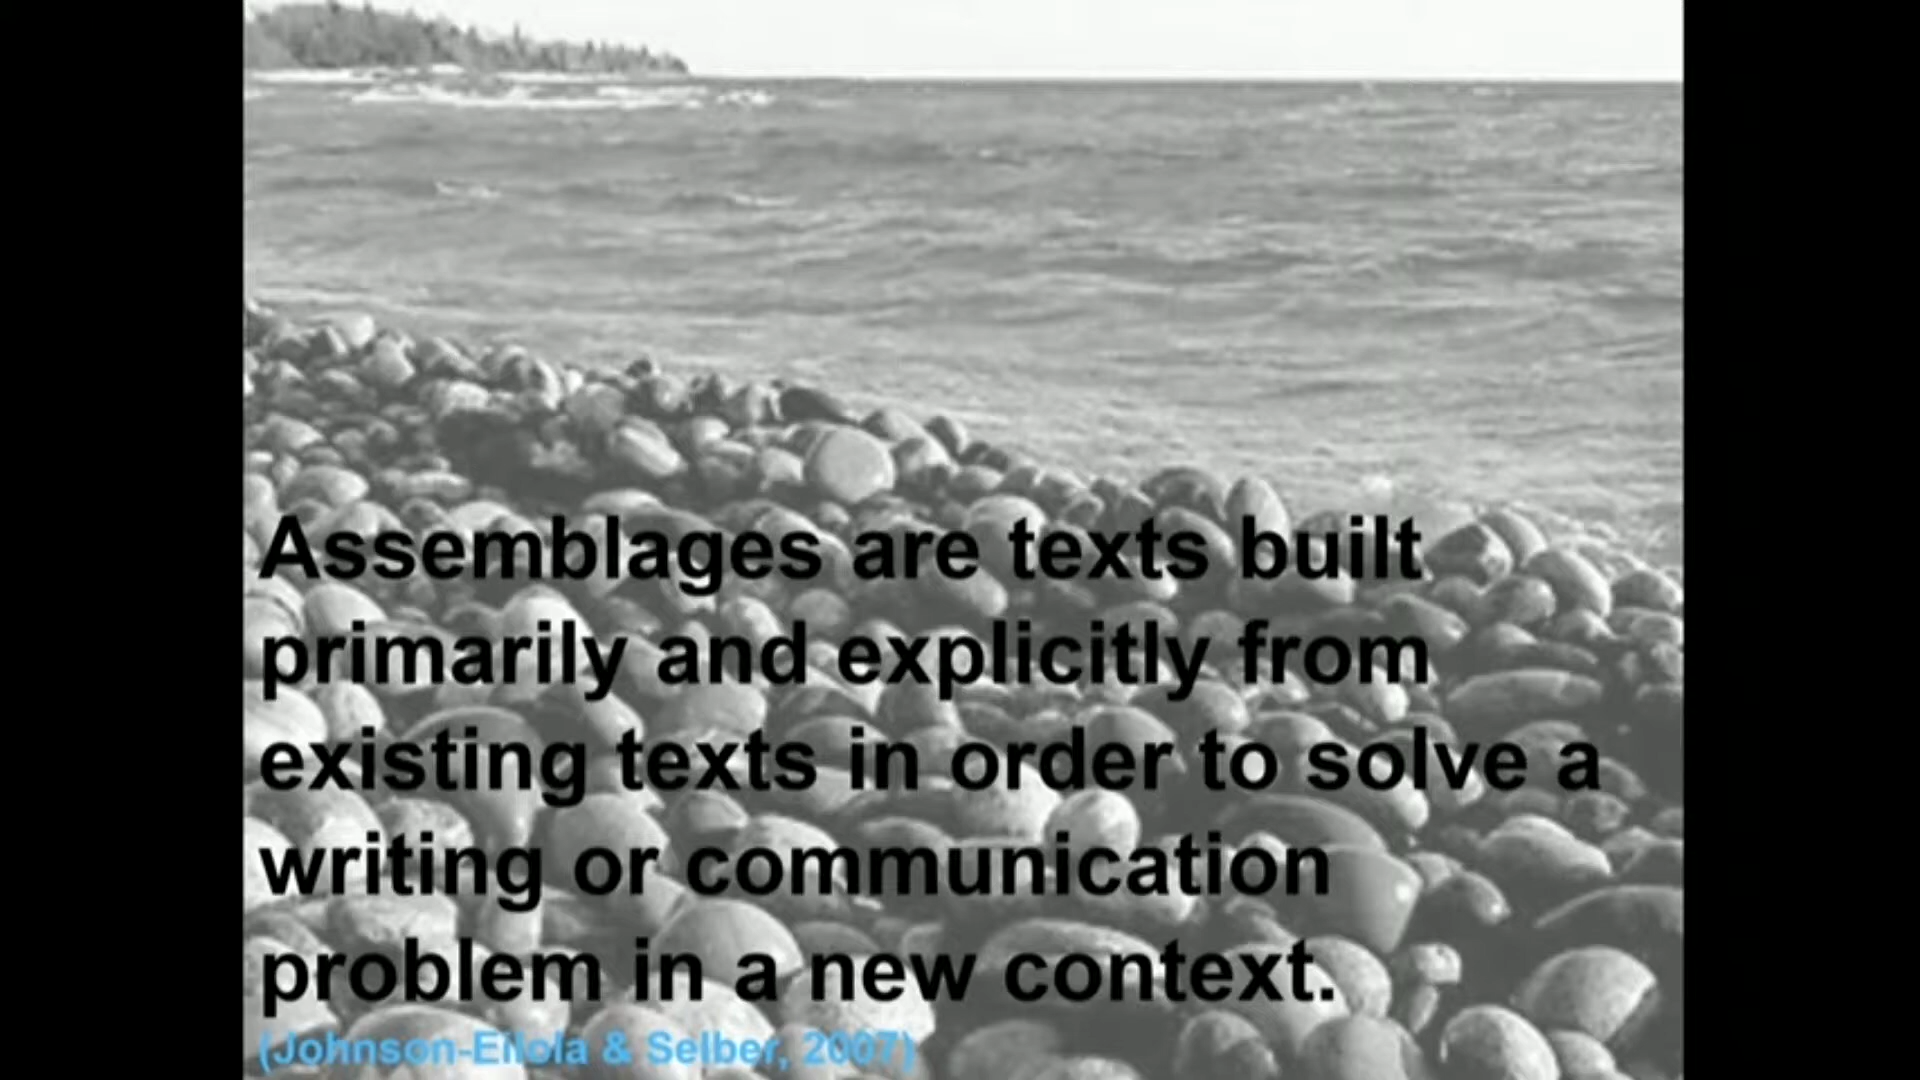 Assemblages are texts built
primarily and explicitly from
existing texts in order to solve a
writing or communication
problem in a new context.
(Johnson-Eilola & Selber, 2007)